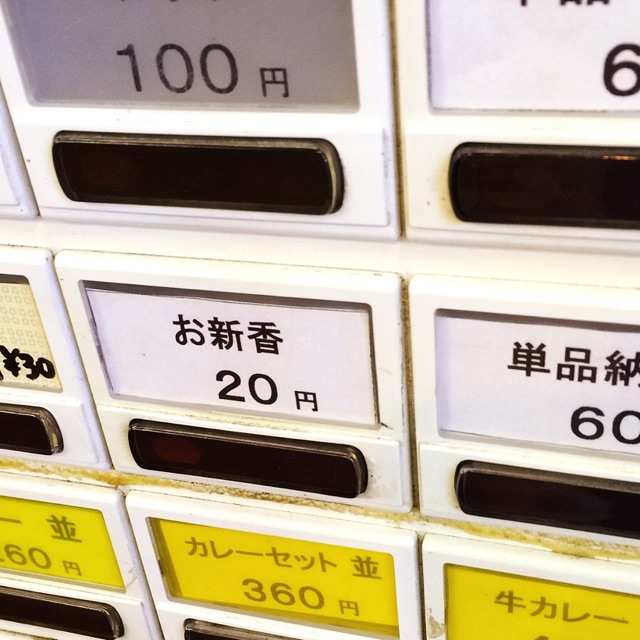 100 円
お新香
20 円
¥30
単品納
60
ー 並
60 円
カレーセット 並
360 円
牛カレー